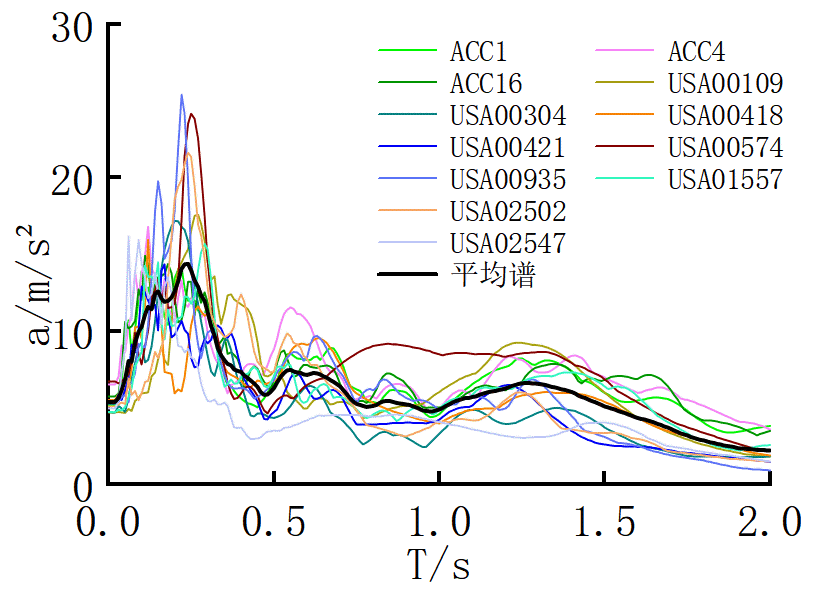 30
20
10
0
a/m/s²
0.0 0.5 1.0 1.5 2.0
T/s
ACC1 ACC4
ACC16 USA00109
USA00304 USA00418
USA00421 USA00574
USA00935 USA01557
USA02502
USA02547
平均谱